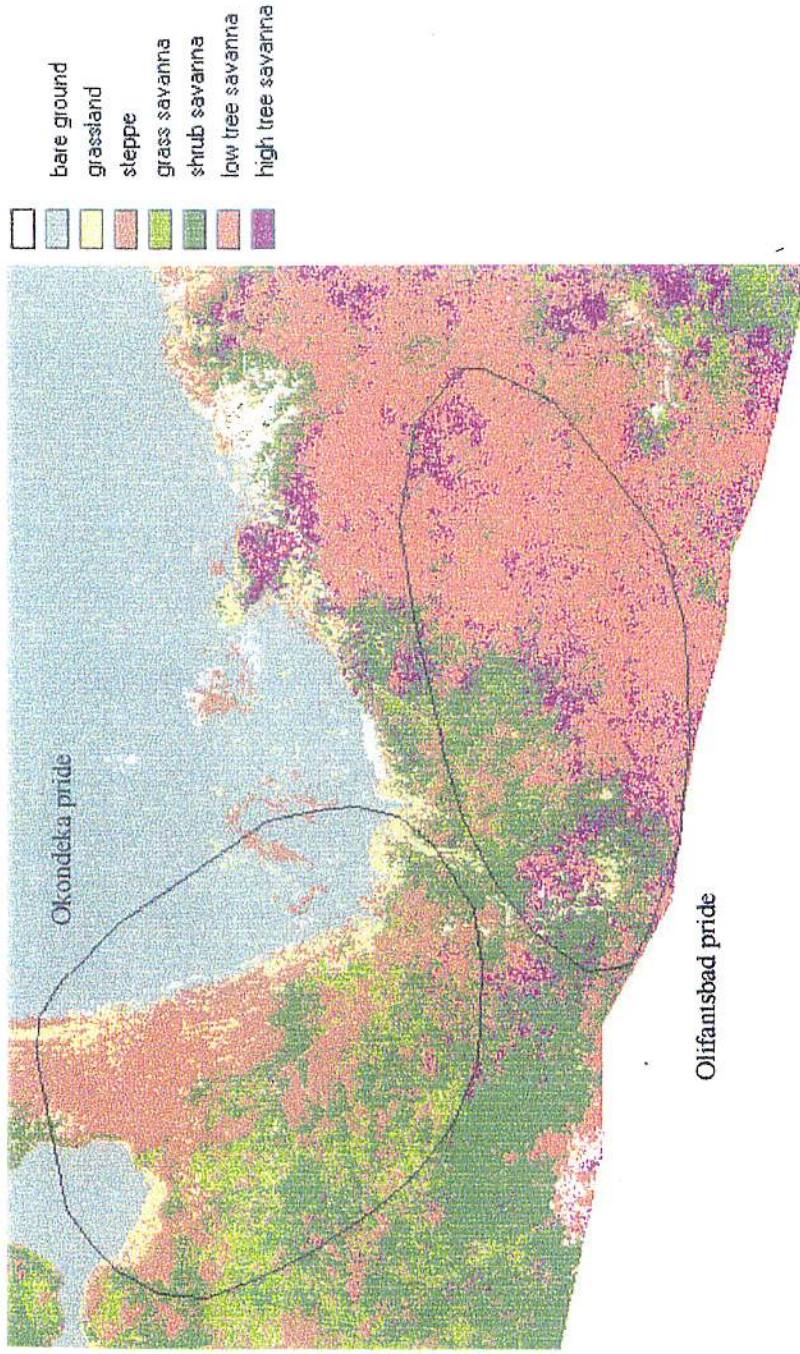 bare ground
grassland
steppe
grass savanna
shrub savanna
low tree savanna
high tree savanna
Okondeka pride
Olifantsbad pride